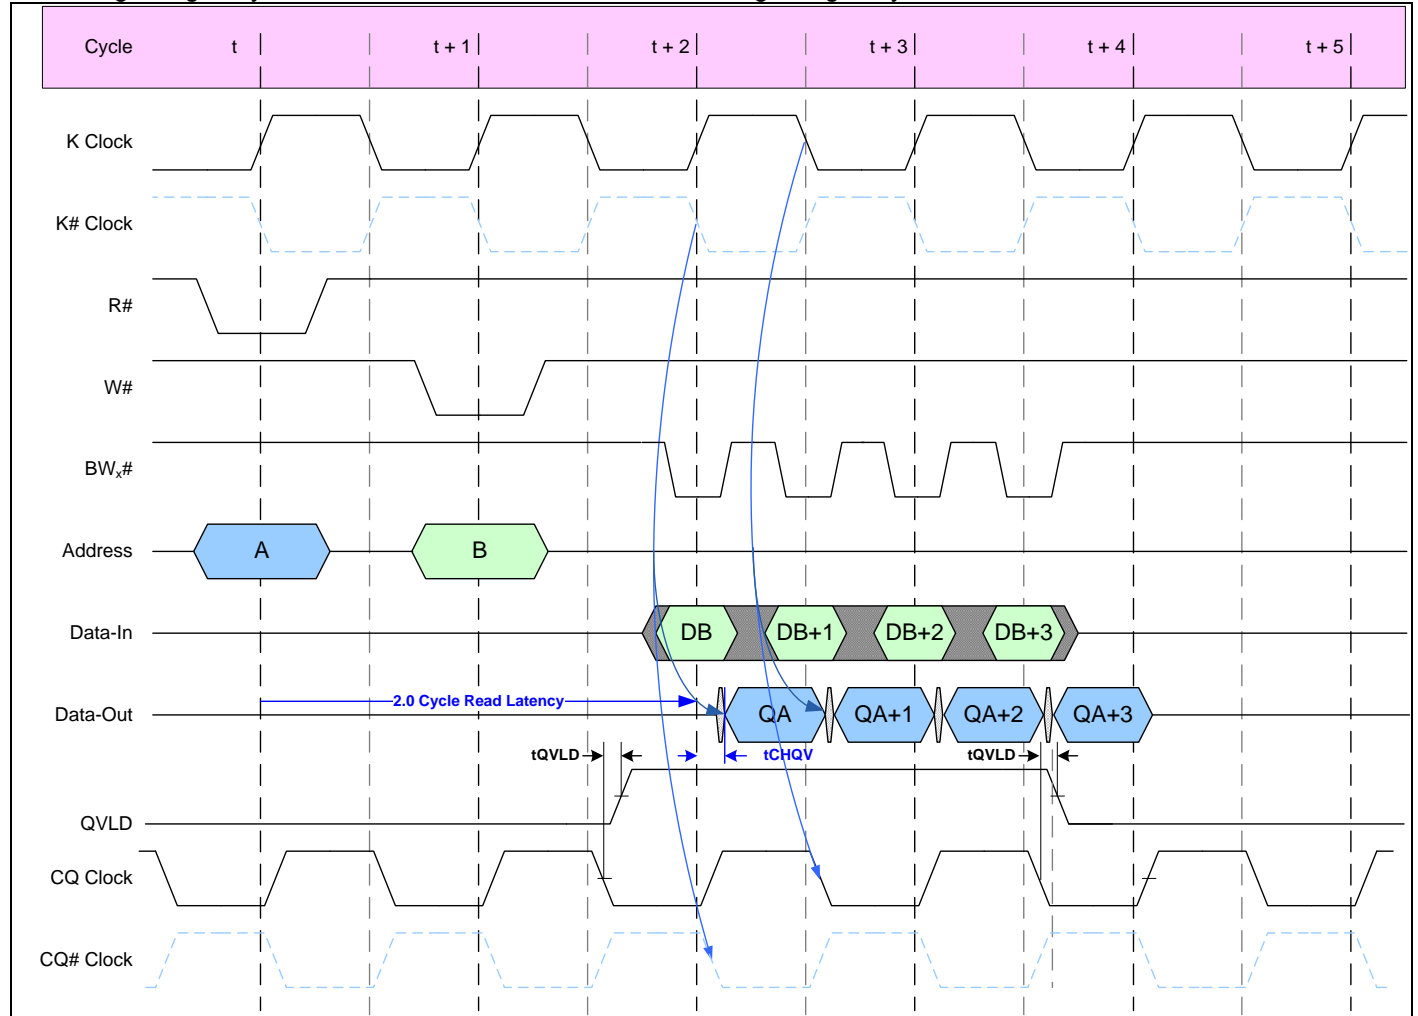 Cycle t t + 1 t + 2 t + 3 t + 4 t + 5
K Clock
K# Clock
R#
W#
BWx#
Address A B
Data-In DB DB+1 DB+2 DB+3
2.0 Cycle Read Latency
Data-Out QA QA+1 QA+2 QA+3
tQVLD tCHQV tQVLD
QVLD
CQ Clock
CQ# Clock